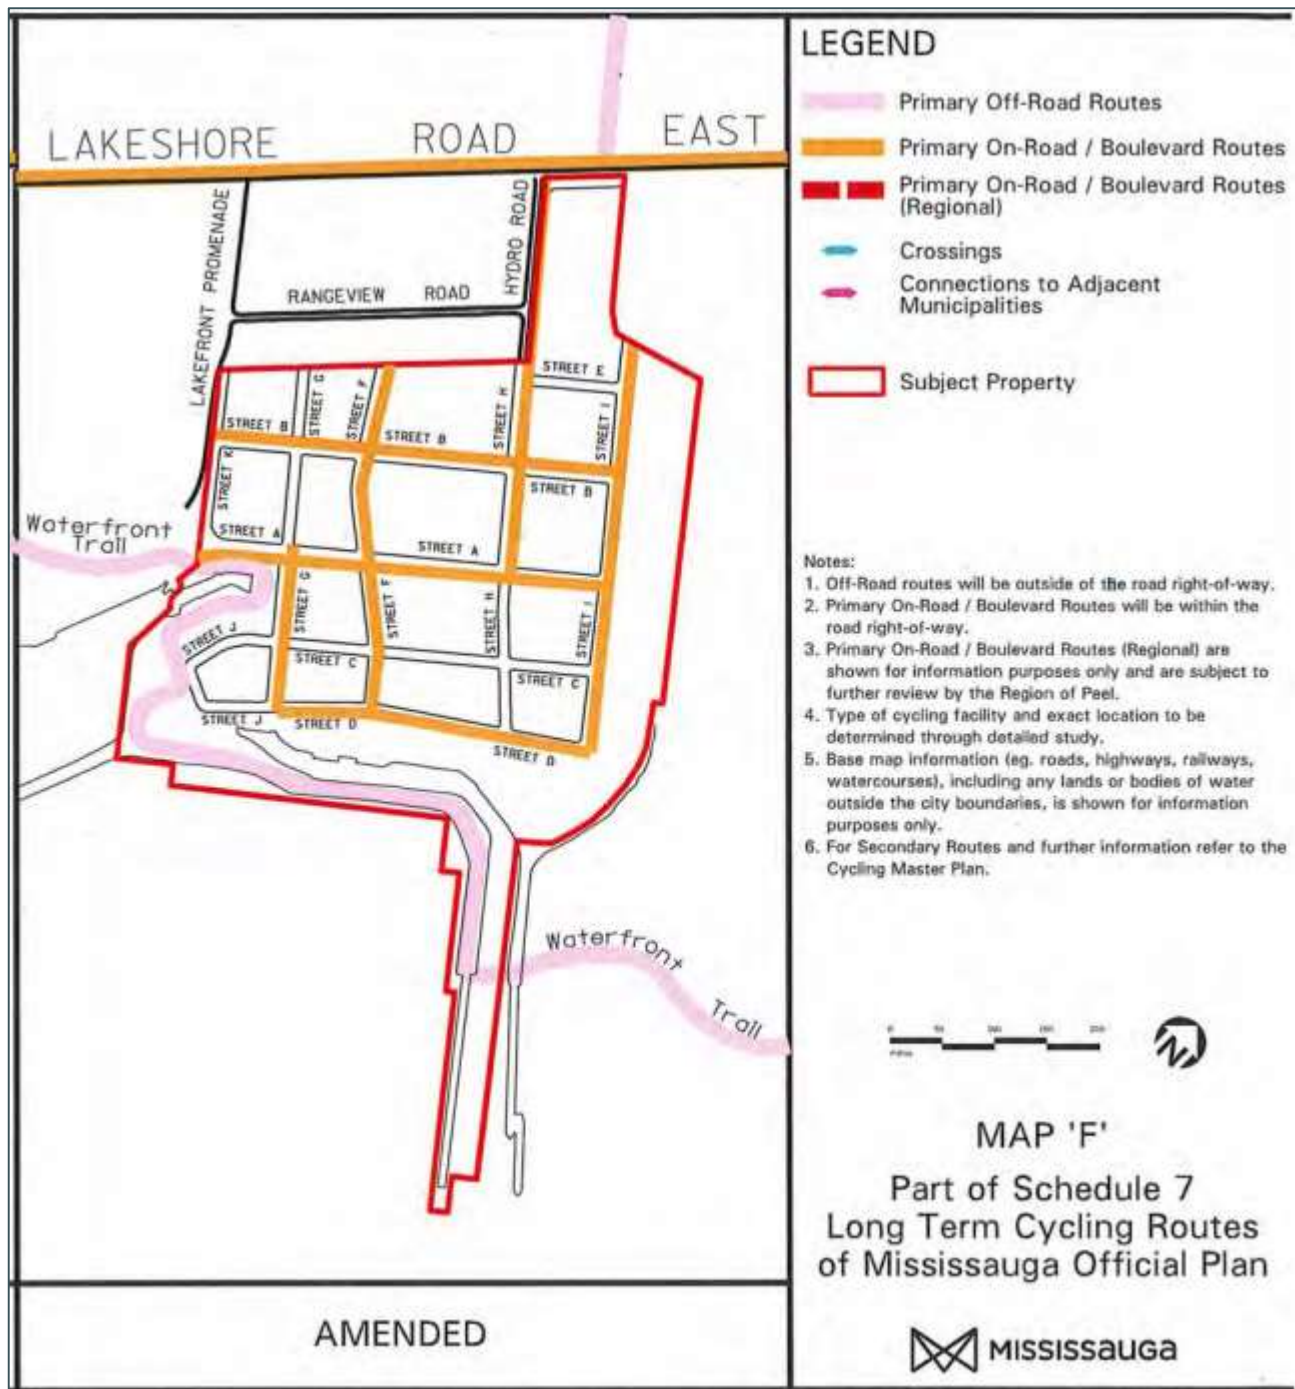 LAKESHORE ROAD EAST
LAKEFRONT PROMENADE
HYDRO ROAD
RANGEVIEW ROAD
STREET E
STREET G
STREET F
STREET H
STREET I
STREET B
STREET B
STREET B
STREET K
STREET A
STREET A
Waterfront
Trail
STREET G
STREET F
STREET H
STREET I
STREET J
STREET C
STREET C
STREET J
STREET D
STREET D
Waterfront
Trail
AMENDED
LEGEND
Primary Off-Road Routes
Primary On-Road / Boulevard Routes
Primary On-Road / Boulevard Routes
(Regional)
Crossings
Connections to Adjacent
Municipalities
Subject Property
Notes:
1. Off-Road routes will be outside of the road right-of-way.
2. Primary On-Road / Boulevard Routes will be within the
road right-of-way.
3. Primary On-Road / Boulevard Routes (Regional) are
shown for information purposes only and are subject to
further review by the Region of Peel.
4. Type of cycling facility and exact location to be
determined through detailed study.
5. Base map information (eg. roads, highways, railways,
watercourses), including any lands or bodies of water
outside the city boundaries, is shown for information
purposes only.
6. For Secondary Routes and further information refer to the
Cycling Master Plan.
MAP 'F'
Part of Schedule 7
Long Term Cycling Routes
of Mississauga Official Plan
MISSISSAUGA